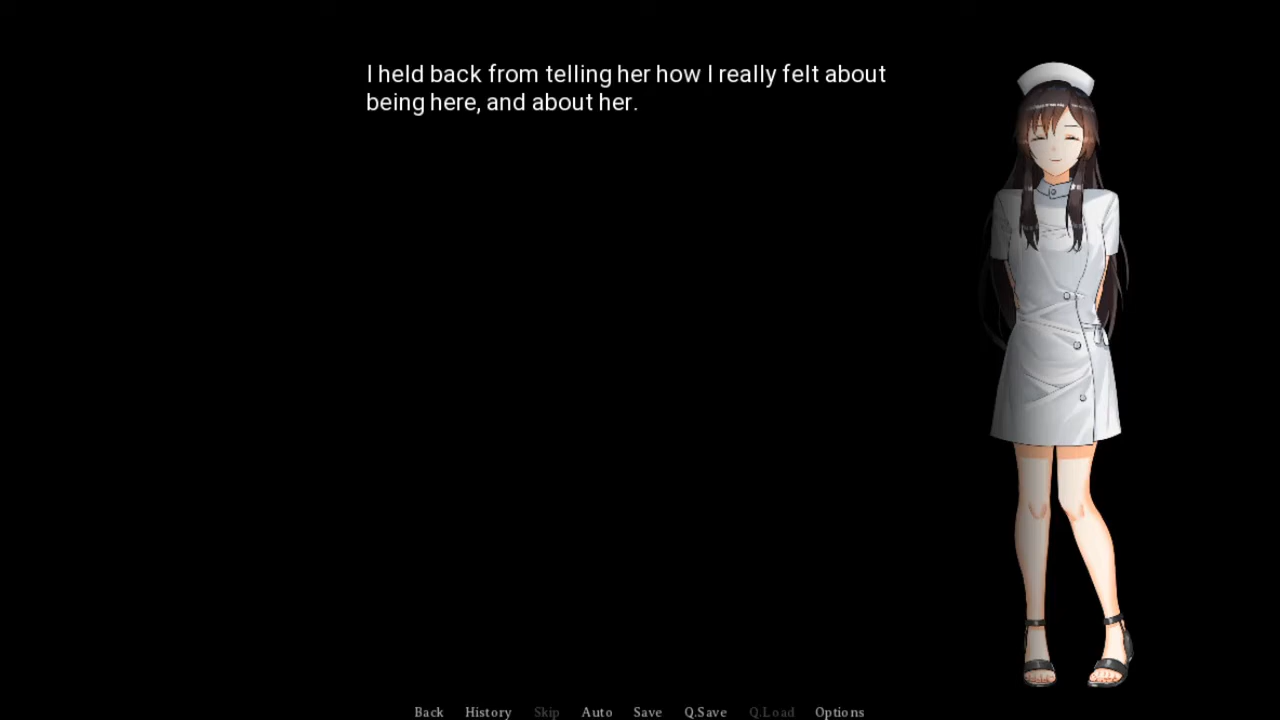 I held back from telling her how I really felt about
being here, and about her.
Back History Skip Auto Save Q.Save Q.Load Options